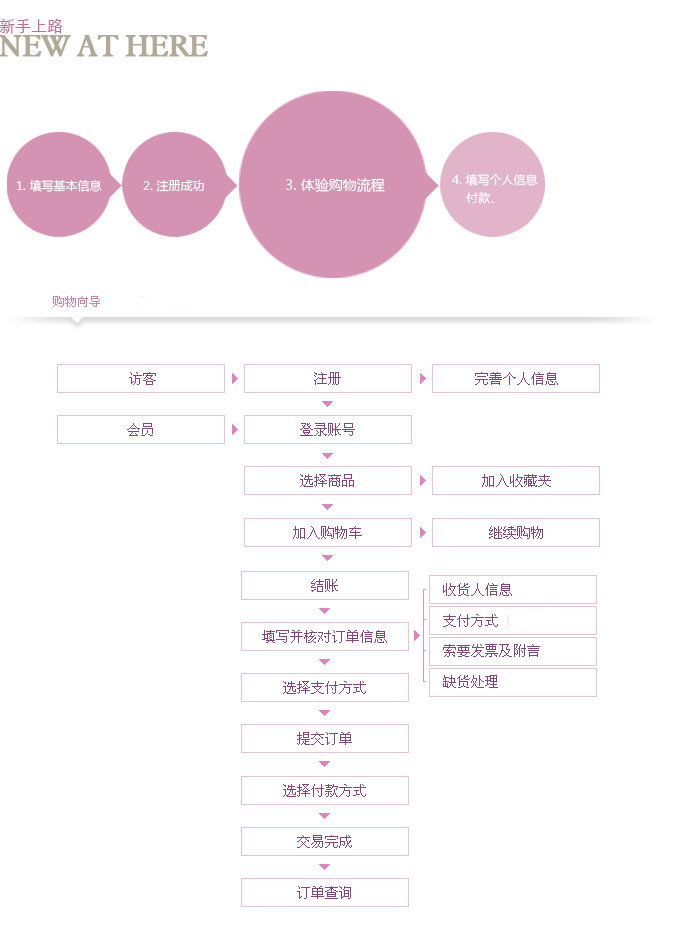 新手上路
NEW AT HERE
1. 填写基本信息
2. 注册成功
3. 体验购物流程
4. 填写个人信息
付款.
购物向导
访客
注册
完善个人信息
会员
登录账号
选择商品
加入收藏夹
加入购物车
继续购物
结账
收货人信息
支付方式
填写并核对订单信息
索要发票及附言
缺货处理
选择支付方式
提交订单
选择付款方式
交易完成
订单查询